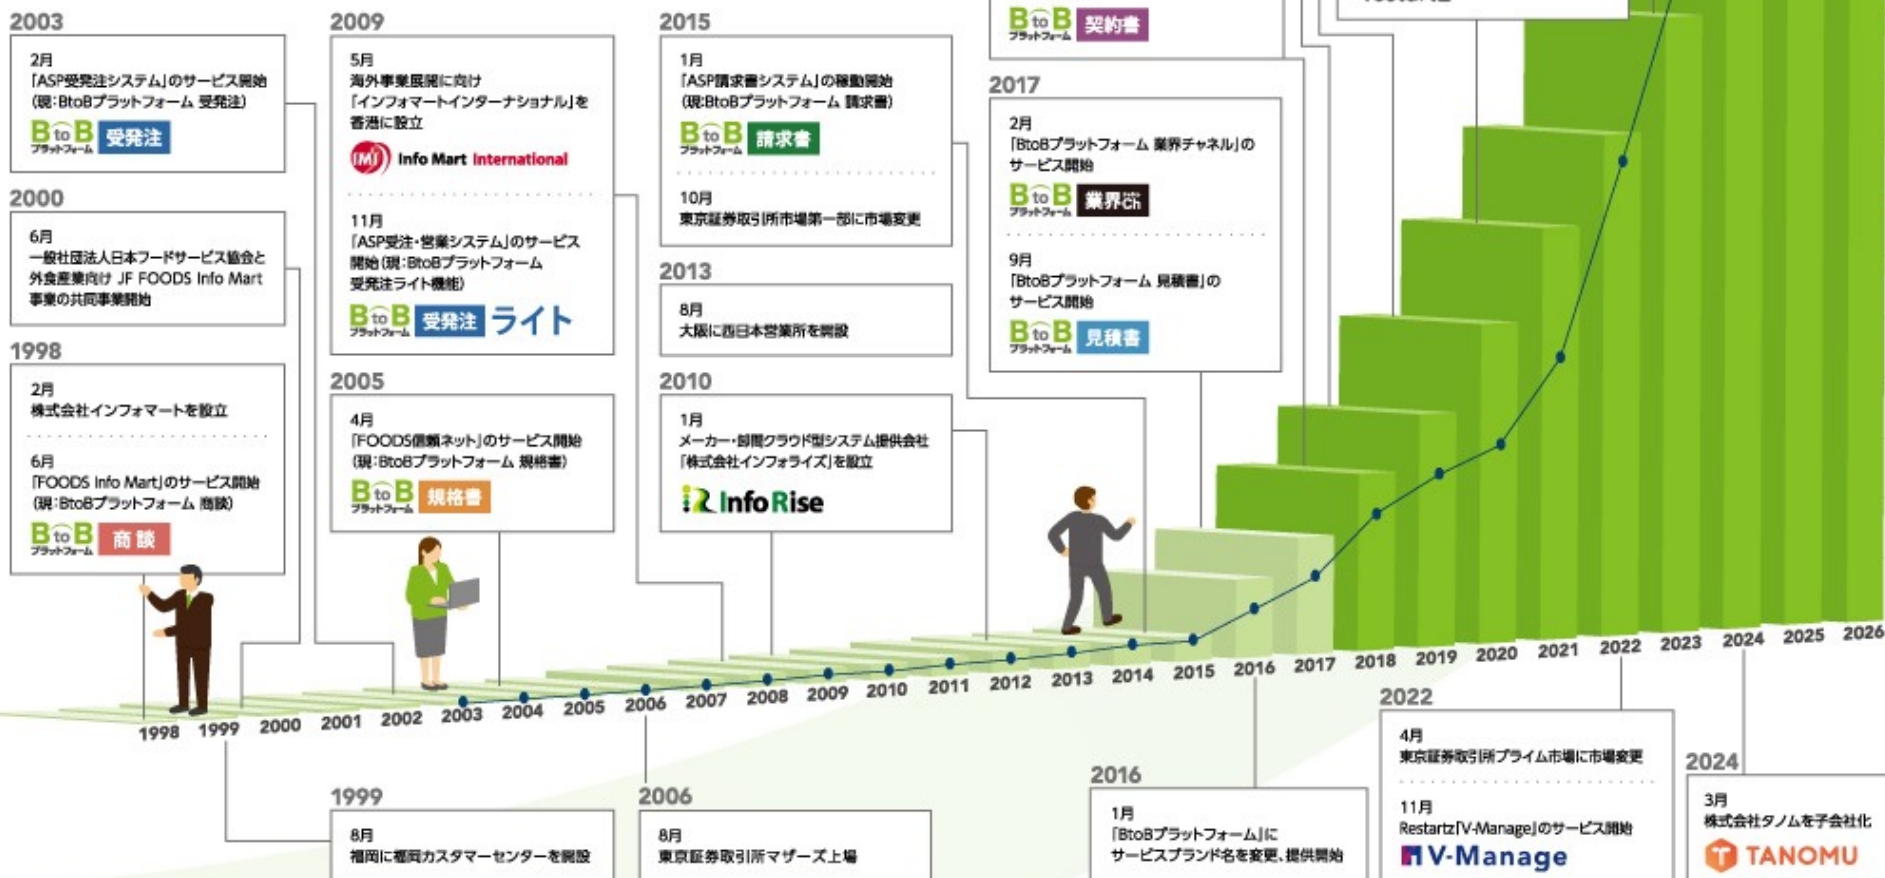 2003
2月
「ASP受発注システム」のサービス開始
(現:BtoBプラットフォーム 受発注)
BtoB
プラットフォーム
受発注
2000
6月
一般社団法人日本フードサービス協会と
外食産業向け JF FOODS Info Mart
事業の共同事業開始
1998
2月
株式会社インフォマートを設立
6月
「FOODS Info Mart」のサービス開始
(現:BtoBプラットフォーム 商談)
BtoB
プラットフォーム
商談
2009
5月
海外事業展開に向け
「インフォマートインターナショナル」を
香港に設立
Info Mart International
11月
「ASP受注・営業システム」のサービス
開始(現:BtoBプラットフォーム
受発注ライト機能)
BtoB
プラットフォーム
受発注 ライト
2005
4月
「FOODS信頼ネット」のサービス開始
(現:BtoBプラットフォーム 規格書)
BtoB
プラットフォーム
規格書
2015
1月
「ASP請求書システム」の稼動開始
(現:BtoBプラットフォーム 請求書)
BtoB
プラットフォーム
請求書
10月
東京証券取引所市場第一部に市場変更
2013
8月
大阪に西日本営業所を開設
2010
1月
メーカー・卸間クラウド型システム提供会社
「株式会社インフォライズ」を設立
Info Rise
BtoB
プラットフォーム
契約書
2017
2月
「BtoBプラットフォーム 業界チャネル」の
サービス開始
BtoB
プラットフォーム
業界ch
9月
「BtoBプラットフォーム 見積書」の
サービス開始
BtoB
プラットフォーム
見積書
1998 1999 2000 2001 2002 2003 2004 2005 2006 2007 2008 2009 2010 2011 2012 2013 2014 2015 2016 2017 2018 2019 2020 2021 2022 2023 2024 2025 2026
1999
8月
福岡に福岡カスタマーセンターを開設
2006
8月
東京証券取引所マザーズ上場
2016
1月
「BtoBプラットフォーム」に
サービスブランド名を変更、提供開始
2022
4月
東京証券取引所プライム市場に市場変更
11月
Restartz「V-Manage」のサービス開始
V-Manage
2024
3月
株式会社タノムを子会社化
TANOMU